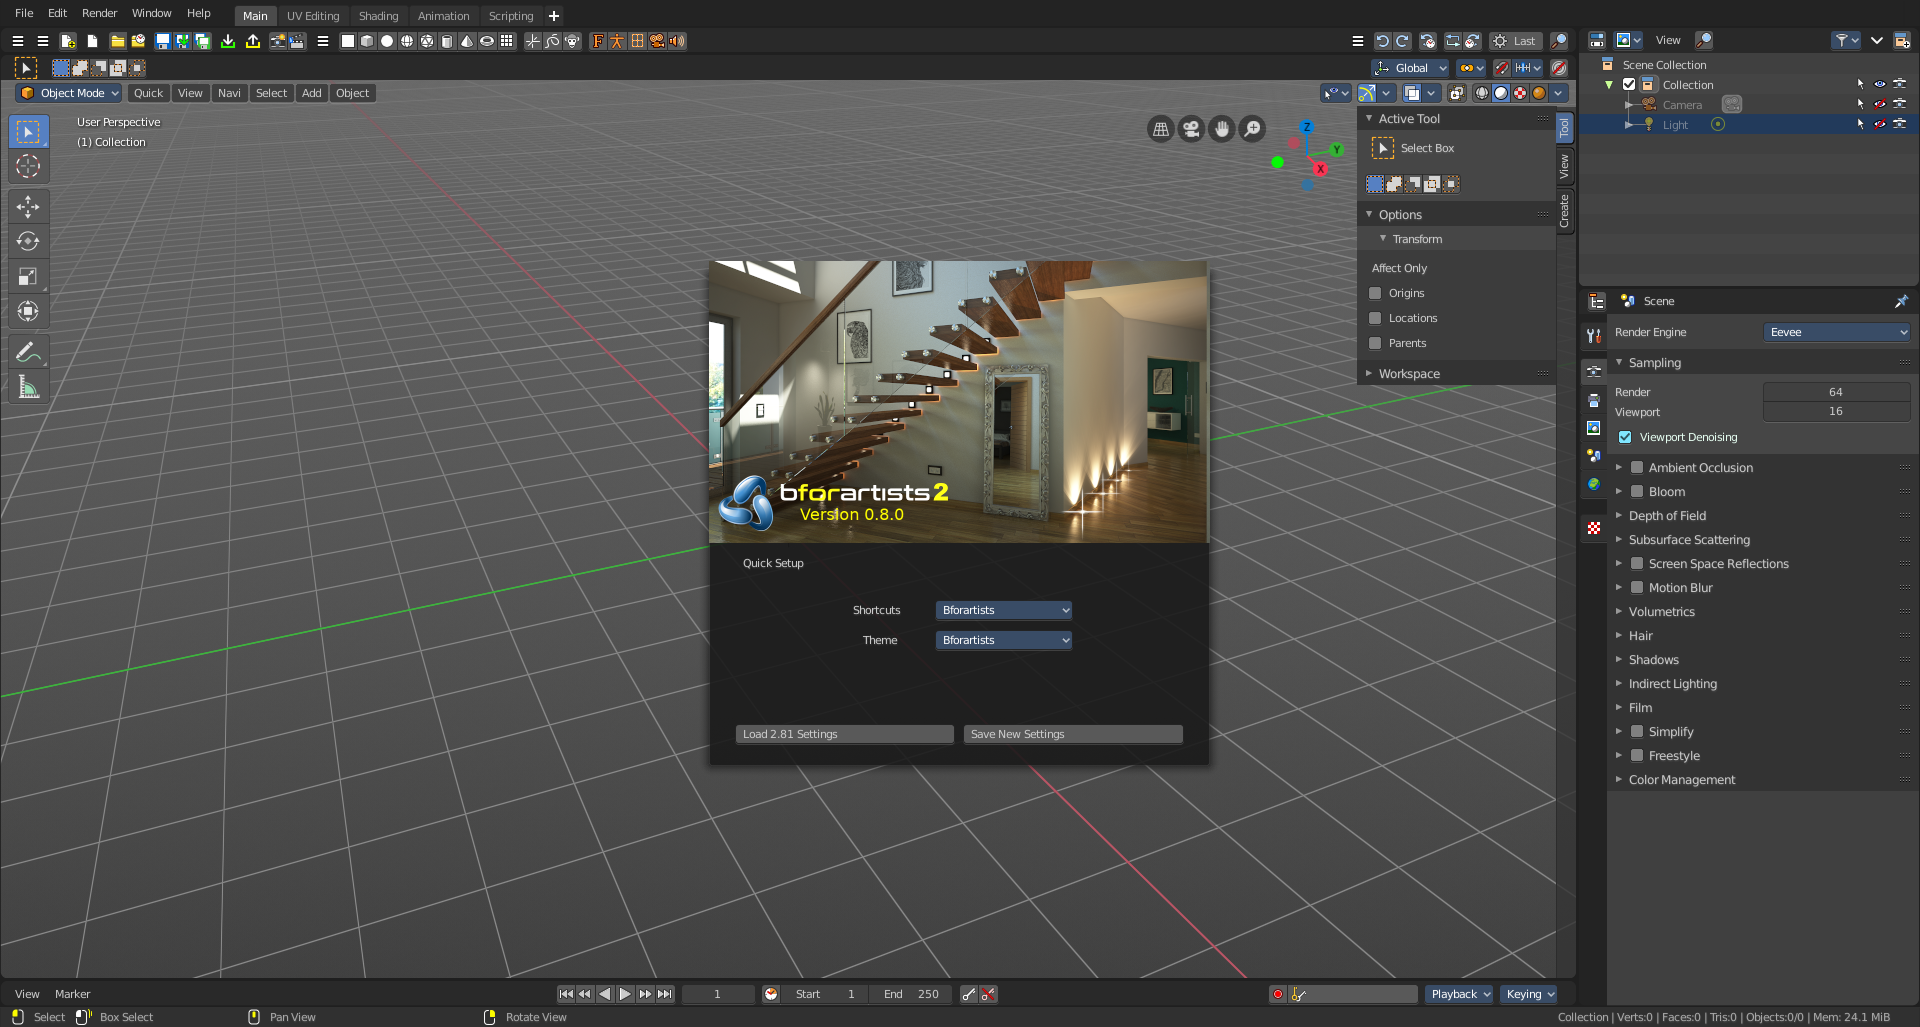 File Edit Render Window Help Main UV Editing Shading Animation Scripting
Last View
Global
Object Mode Quick View Navi Select Add Object
User Perspective
(1) Collection
Z
Y
X
Active Tool
Select Box
Options
Transform
Affect Only
Origins
Locations
Parents
Workspace
Tool
View
Create
Scene Collection
Collection
Camera
Light
Scene
Render Engine Eevee
Sampling
Render 64
Viewport 16
Viewport Denoising
Ambient Occlusion
Bloom
Depth of Field
Subsurface Scattering
Screen Space Reflections
Motion Blur
Volumetrics
Hair
Shadows
Indirect Lighting
Film
Simplify
Freestyle
Color Management
bforartists 2
Version 0.8.0
Quick Setup
Shortcuts Bforartists
Theme Bforartists
Load 2.81 Settings Save New Settings
View Marker 1 Start 1 End 250 Playback Keying
Select Box Select Pan View Rotate View Collection | Verts:0 | Faces:0 | Tris:0 | Objects:0/0 | Mem: 24.1 MiB